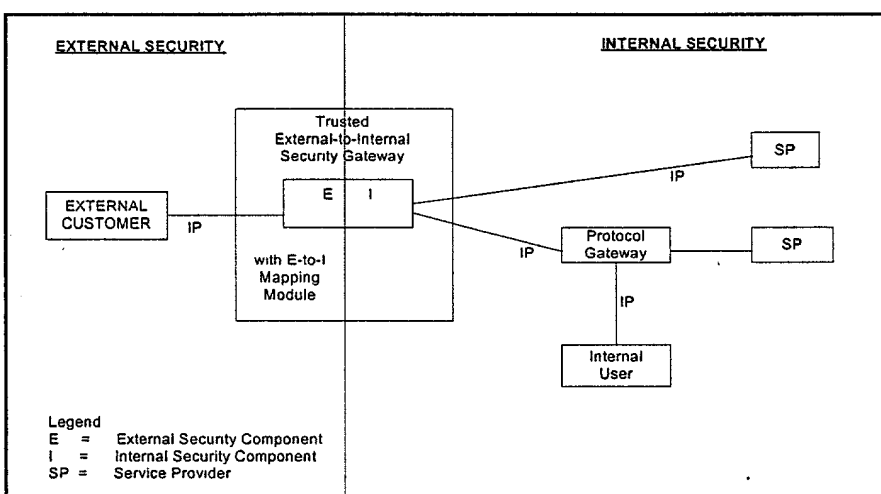 EXTERNAL SECURITY
INTERNAL SECURITY
Trusted
External-to-Internal
Security Gateway
E I
with E-to-I
Mapping
Module
EXTERNAL
CUSTOMER
IP
IP
SP
IP
Protocol
Gateway
SP
IP
Internal
User
Legend
E = External Security Component
I = Internal Security Component
SP = Service Provider